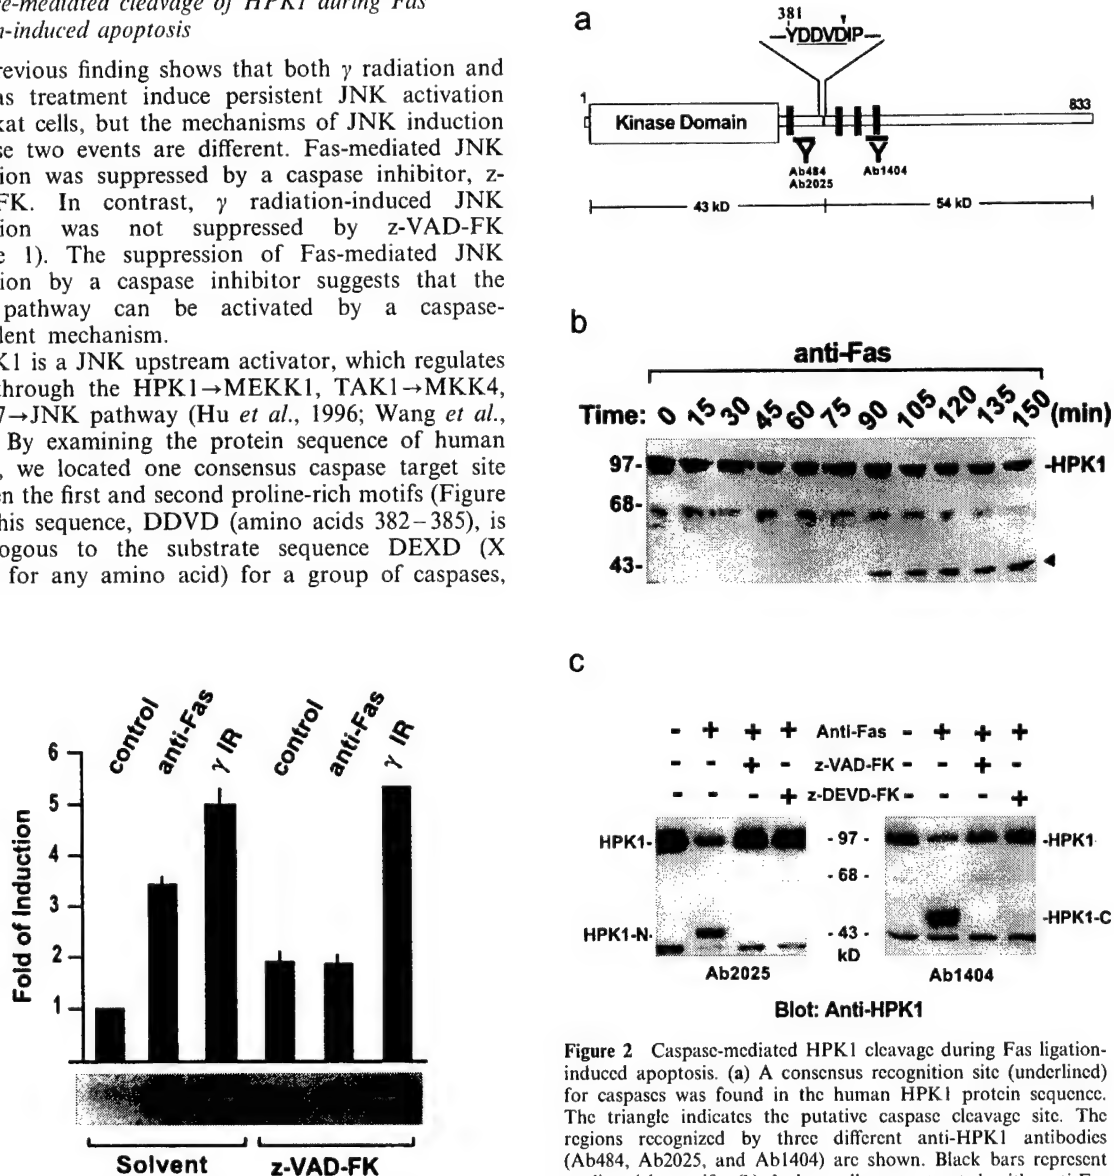 -mediated cleavage of HPK1 during Fas
-induced apoptosis
revious finding shows that both γ radiation and
as treatment induce persistent JNK activation
kat cells, but the mechanisms of JNK induction
se two events are different. Fas-mediated JNK
ion was suppressed by a caspase inhibitor, z-
FK. In contrast, γ radiation-induced JNK
ion was not suppressed by z-VAD-FK
e 1). The suppression of Fas-mediated JNK
ion by a caspase inhibitor suggests that the
pathway can be activated by a caspase-
dent mechanism.
K1 is a JNK upstream activator, which regulates
through the HPK1→MEKK1, TAK1→MKK4,
7→JNK pathway (Hu et al., 1996; Wang et al.,
By examining the protein sequence of human
, we located one consensus caspase target site
en the first and second proline-rich motifs (Figure
his sequence, DDVD (amino acids 382–385), is
ogous to the substrate sequence DEXD (X
for any amino acid) for a group of caspases,
control anti-Fas γ IR control anti-Fas γ IR
6
5
4
3
2
1
Fold of Induction
Solvent z-VAD-FK
a
381
–YDDVDIP–
1 833
Kinase Domain
Ab484 Ab1404
Ab2025
43 kD 54 kD
b
anti-Fas
Time: 0 15 30 45 60 75 90 105 120 135 150 (min)
97- -HPK1
68-
43-
c
- + + + Anti-Fas - + + +
- - + - z-VAD-FK - - + -
- - - + z-DEVD-FK - - - +
HPK1- - 97 - -HPK1
- 68 -
-HPK1-C
HPK1-N- - 43 -
kD
Ab2025 Ab1404
Blot: Anti-HPK1
Figure 2 Caspase-mediated HPK1 cleavage during Fas ligation-
induced apoptosis. (a) A consensus recognition site (underlined)
for caspases was found in the human HPK1 protein sequence.
The triangle indicates the putative caspase cleavage site. The
regions recognized by three different anti-HPK1 antibodies
(Ab484, Ab2025, and Ab1404) are shown. Black bars represent